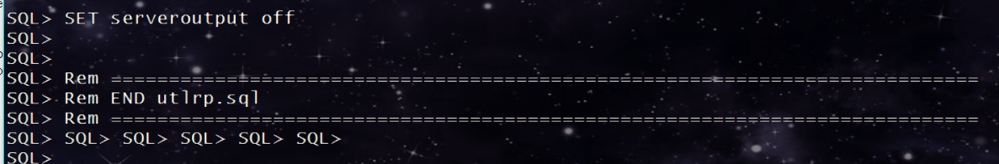 SQL> SET serveroutput off
SQL>
SQL>
SQL> Rem ===========================================================================
SQL> Rem END utlrp.sql
SQL> Rem ===========================================================================
SQL> SQL> SQL> SQL> SQL> SQL>
SQL>